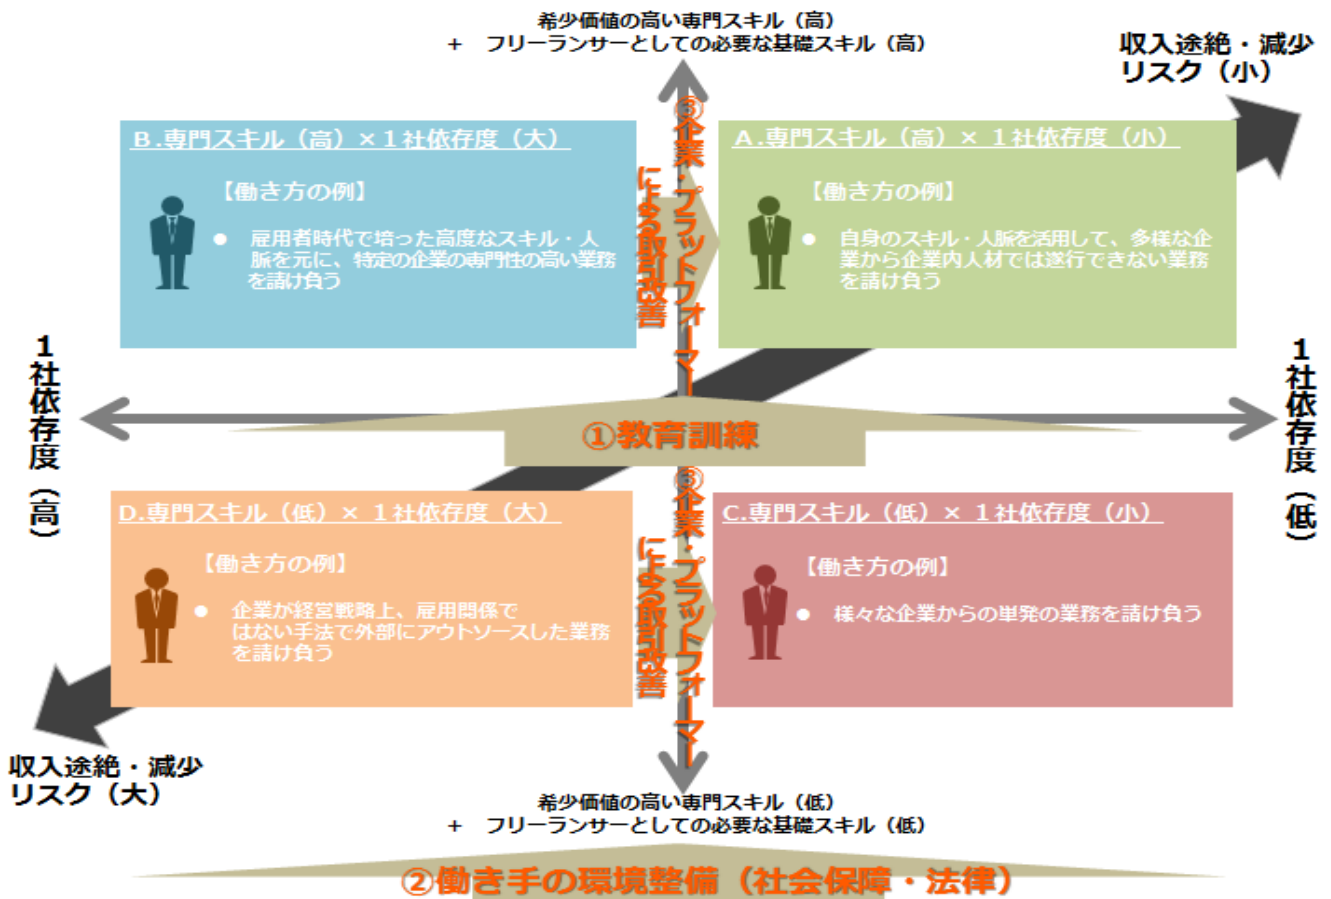 希少価値の高い専門スキル（高）
+　フリーランサーとしての必要な基礎スキル（高）
収入途絶・減少
リスク（小）
B.専門スキル（高）×１社依存度（大）
【働き方の例】
● 雇用者時代で培った高度なスキル・人
脈を元に、特定の企業の専門性の高い業務
を請け負う
③企業・プラットフォーマー
による取引改善
A.専門スキル（高）× １社依存度（小）
【働き方の例】
● 自身のスキル・人脈を活用して、多様な企
業から企業内人材では遂行できない業務
を請け負う
１社依存度（高）
１社依存度（低）
①教育訓練
D.専門スキル（低）× １社依存度（大）
【働き方の例】
● 企業が経営戦略上、雇用関係で
はない手法で外部にアウトソースした業務
を請け負う
③企業・プラットフォーマー
による取引改善
C.専門スキル（低）× １社依存度（小）
【働き方の例】
● 様々な企業からの単発の業務を請け負う
収入途絶・減少
リスク（大）
希少価値の高い専門スキル（低）
+　フリーランサーとしての必要な基礎スキル（低）
②働き手の環境整備（社会保障・法律）